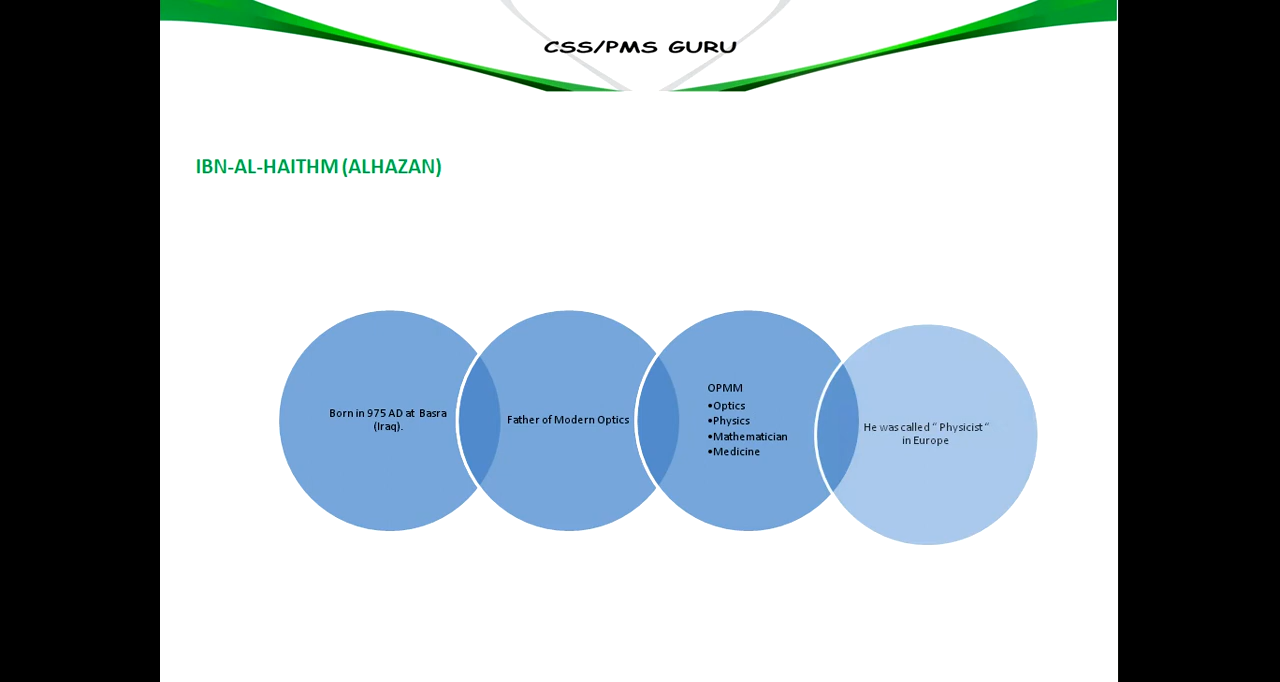 CSS/PMS GURU
IBN-AL-HAITHM (ALHAZAN)
Born in 975 AD at Basra
(Iraq).
Father of Modern Optics
OPMM
•Optics
•Physics
•Mathematician
•Medicine
He was called “ Physicist “
in Europe